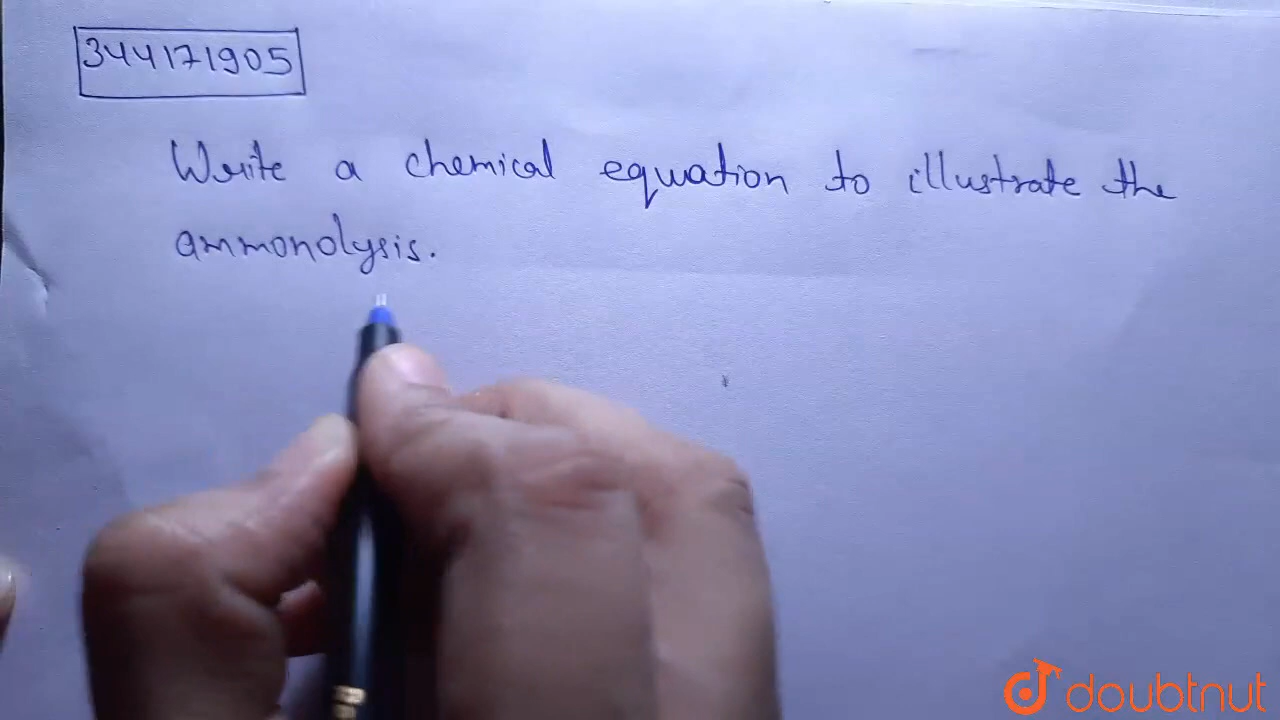 344171905
Write a chemical equation to illustrate the
ammonolysis.
doubtnut